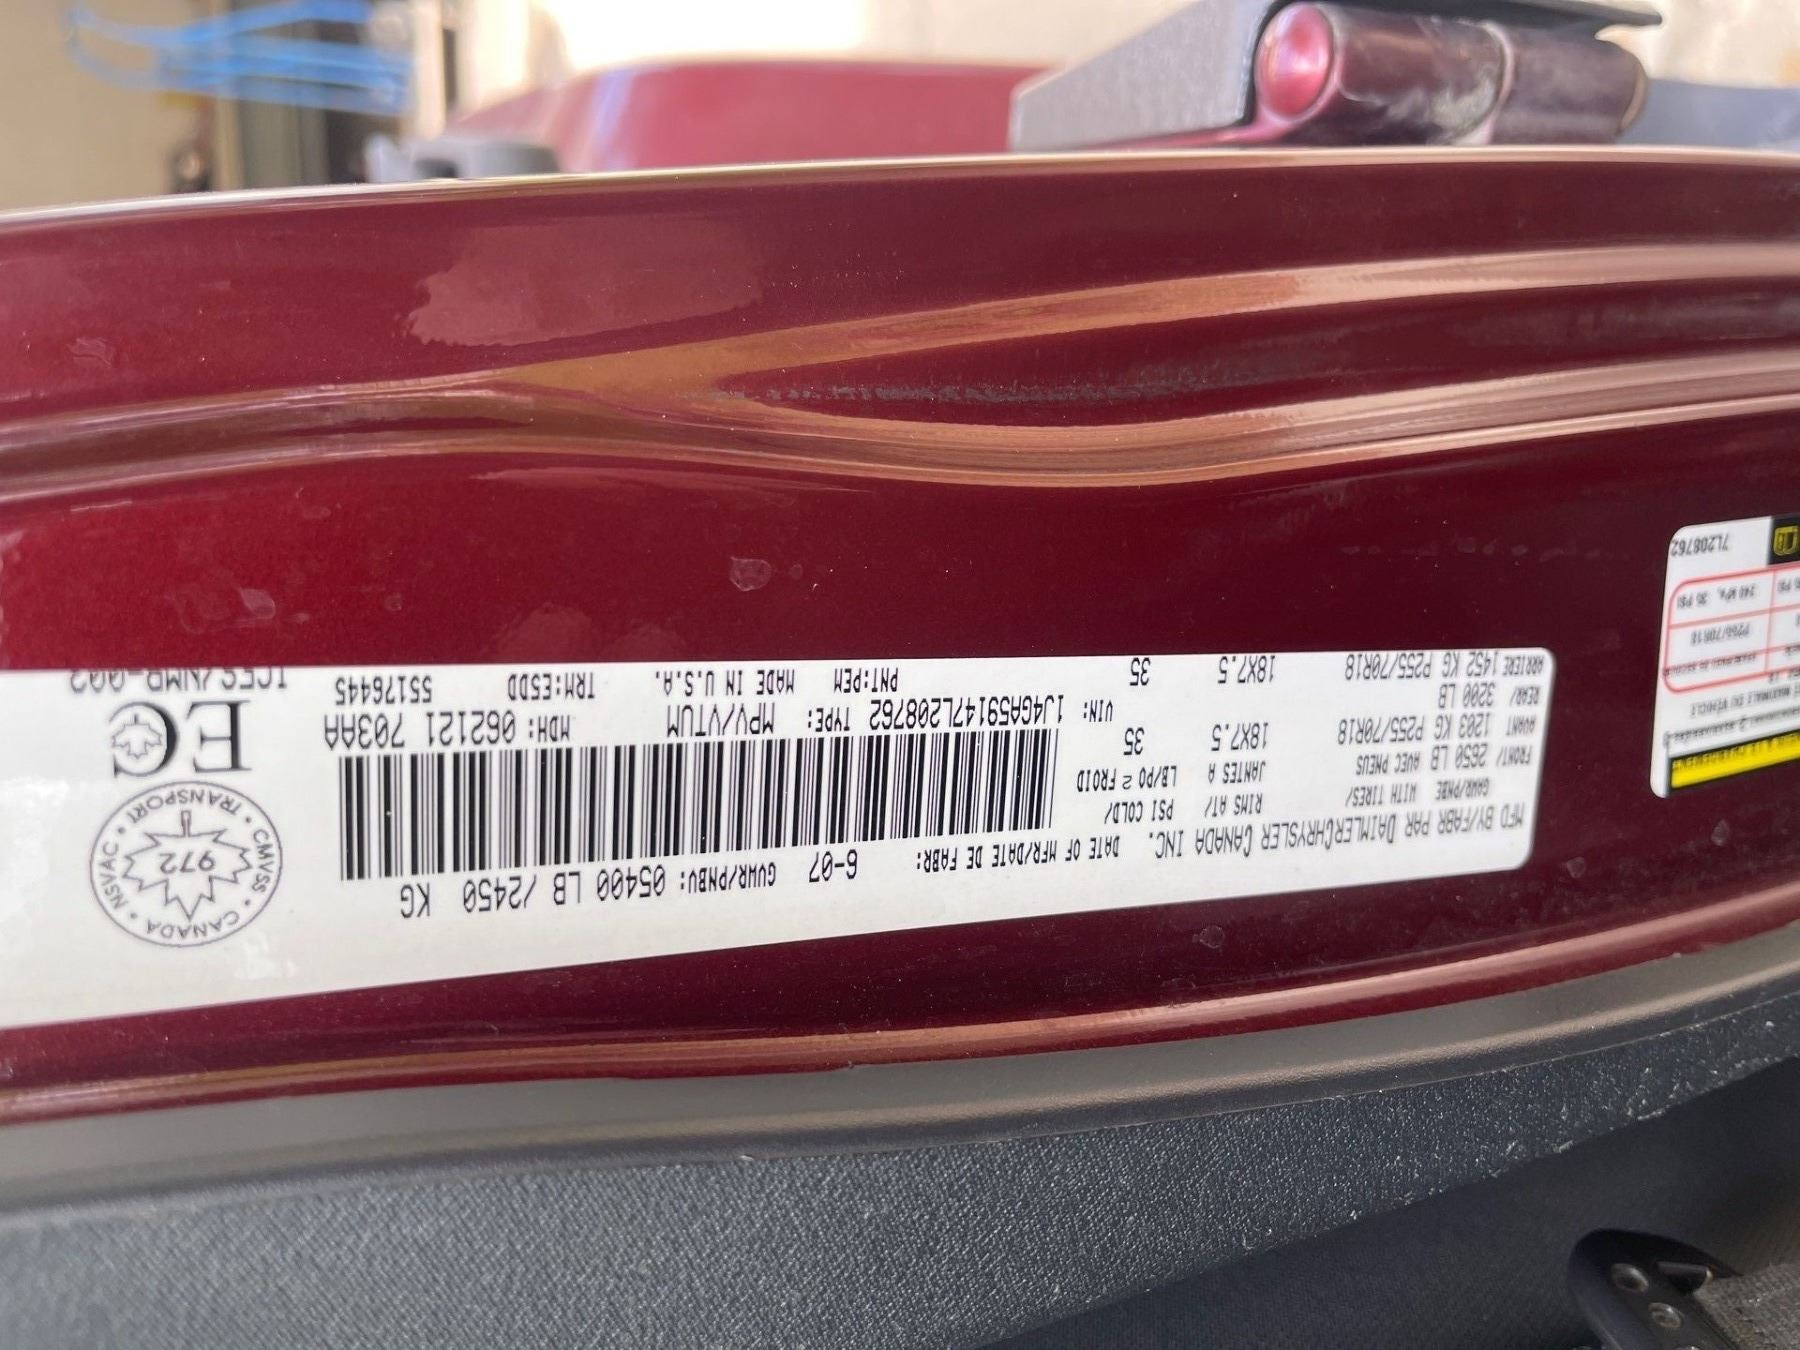 MFD BY/FABR PAR DAIMLERCHRYSLER CANADA INC.
DATE OF MFR/DATE DE FABR: 6-07
GVWR/PNBV: 05400 LB /2450 KG
GAWR/PNBE WITH TIRES/ RIMS AT/ PSI COLD/
AVEC PNEUS JANTES A LB/PO 2 FROID
FRONT/ 2650 LB
AVANT 1203 KG P255/70R18 18X7.5 35
REAR/ 3200 LB
ARRIERE 1452 KG P255/70R18 18X7.5 35
VIN: 1J4GA59147L208762 TYPE: MPV/VTUM MDH: 062121 703AA
PNT:PEM MADE IN U.S.A. TRM:ESDD 55176445
CANADA • NSVAC • TRANSPORT • CMVSS •
972
EC
ICES/NMB-002
240 kPa, 35 PSI
P255/70R18
7L208762